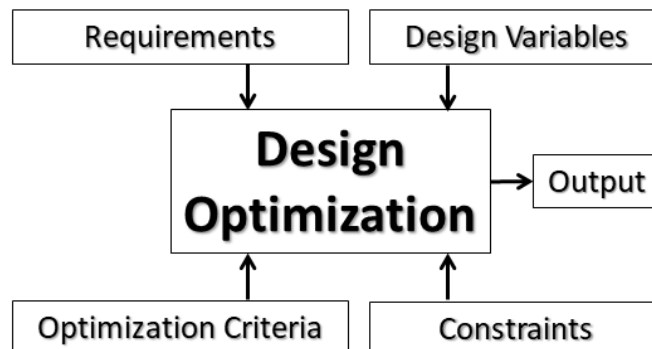 Requirements
Design Variables
Design
Optimization
Output
Optimization Criteria
Constraints